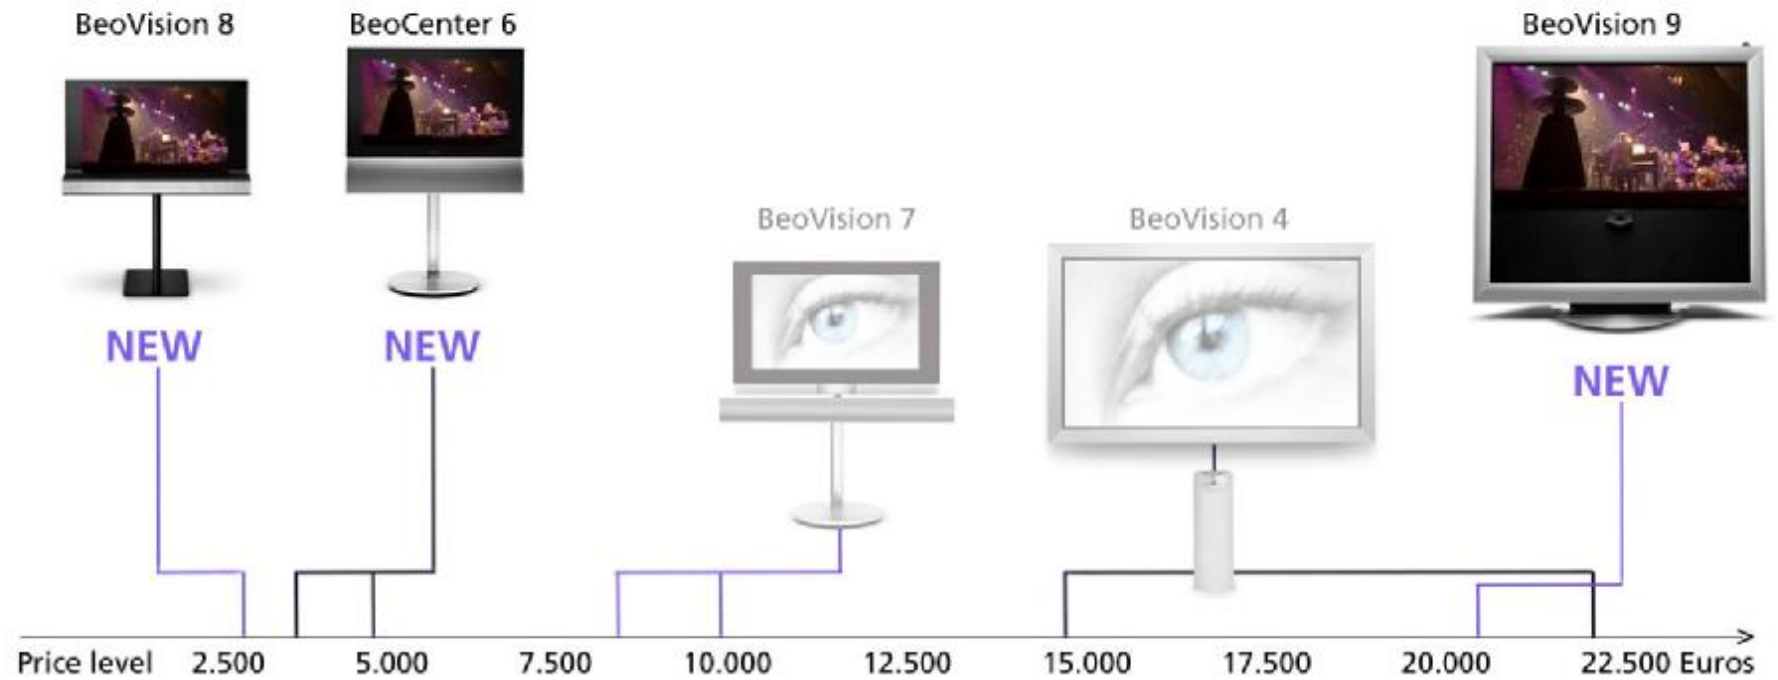 BeoVision 8
BeoCenter 6
BeoVision 9
BeoVision 7
BeoVision 4
NEW
NEW
NEW
Price level 2.500 5.000 7.500 10.000 12.500 15.000 17.500 20.000 22.500 Euros